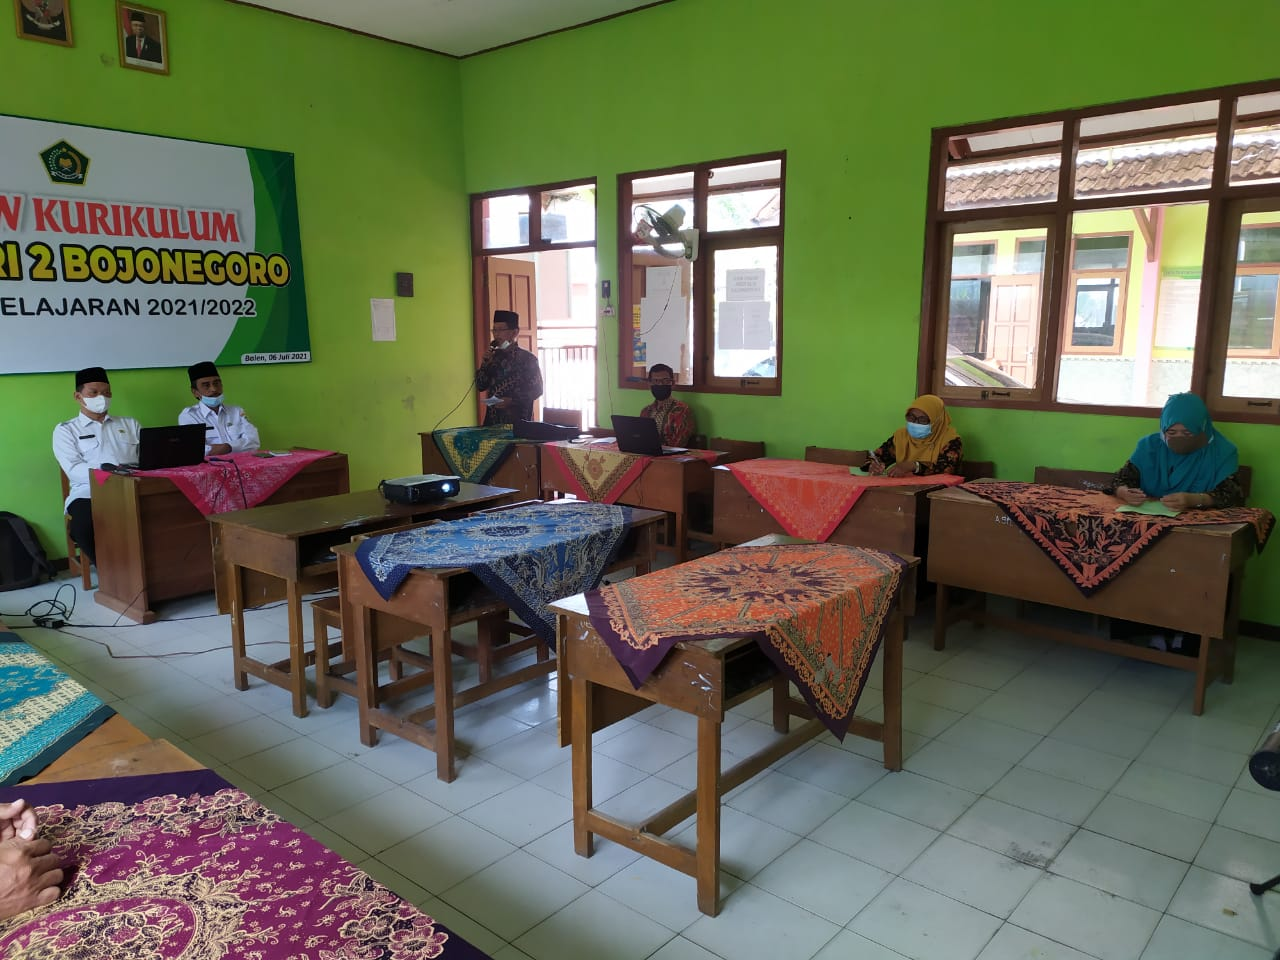 W KURIKULUM
RI 2 BOJONEGORO
ELAJARAN 2021/2022
Balen, 06 Juli 2021